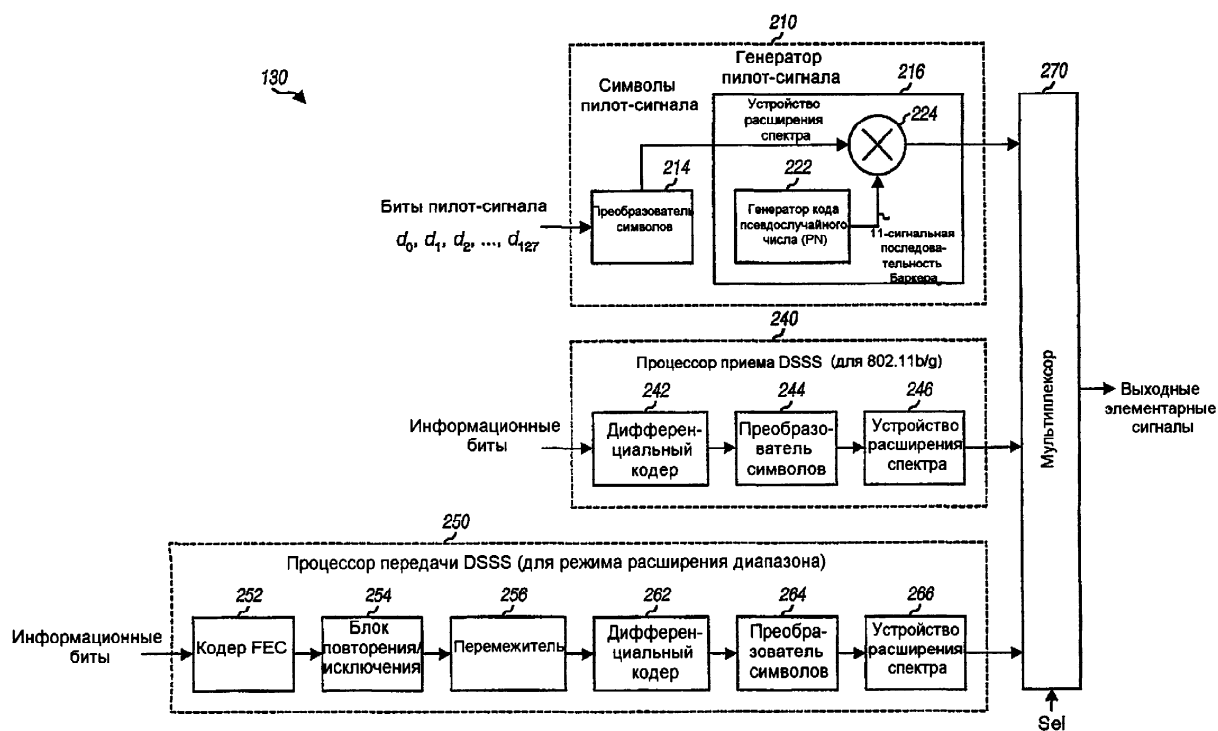 130
210
Генератор
пилот-сигнала
Символы
пилот-сигнала
216
Устройство
расширения
спектра
224
214
Преобразователь
символов
222
Генератор кода
псевдослучайного
числа (PN)
11-сигнальная
последова-
тельность
Баркера
Биты пилот-сигнала
d0, d1, d2, ..., d127
270
Мультиплексор
Выходные
элементарные
сигналы
Sel
240
Процессор приема DSSS (для 802.11b/g)
Информационные
биты
242
Дифферен-
циальный
кодер
244
Преобразо-
ватель
символов
246
Устройство
расширения
спектра
250
Процессор передачи DSSS (для режима расширения диапазона)
Информационные
биты
252
Кодер FEC
254
Блок
повторения/
исключения
256
Перемежитель
262
Дифферен-
циальный
кодер
264
Преобра-
зователь
символов
266
Устройство
расширения
спектра